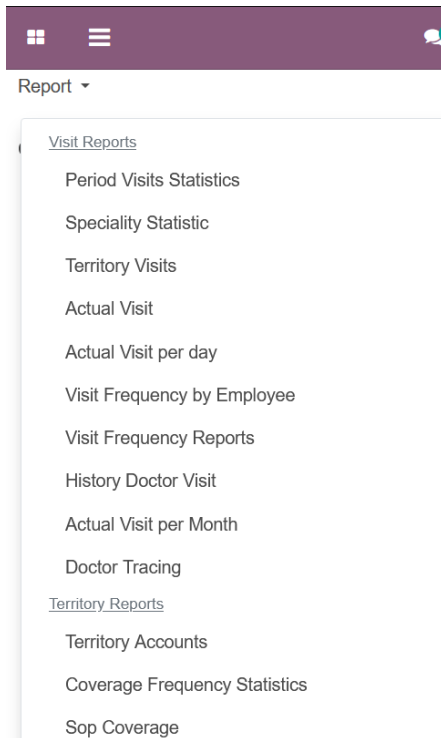 Report
Visit Reports
Period Visits Statistics
Speciality Statistic
Territory Visits
Actual Visit
Actual Visit per day
Visit Frequency by Employee
Visit Frequency Reports
History Doctor Visit
Actual Visit per Month
Doctor Tracing
Territory Reports
Territory Accounts
Coverage Frequency Statistics
Sop Coverage